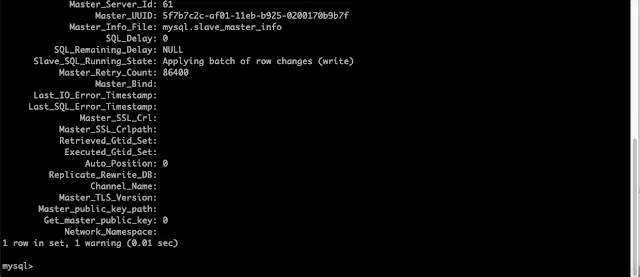 Master_Server_Id: 61
Master_UUID: 5f7b7c2c-af01-11eb-b925-0200170b9b7f
Master_Info_File: mysql.slave_master_info
SQL_Delay: 0
SQL_Remaining_Delay: NULL
Slave_SQL_Running_State: Applying batch of row changes (write)
Master_Retry_Count: 86400
Master_Bind:
Last_IO_Error_Timestamp:
Last_SQL_Error_Timestamp:
Master_SSL_Crl:
Master_SSL_Crlpath:
Retrieved_Gtid_Set:
Executed_Gtid_Set:
Auto_Position: 0
Replicate_Rewrite_DB:
Channel_Name:
Master_TLS_Version:
Master_public_key_path:
Get_master_public_key: 0
Network_Namespace:
1 row in set, 1 warning (0.01 sec)
mysql>